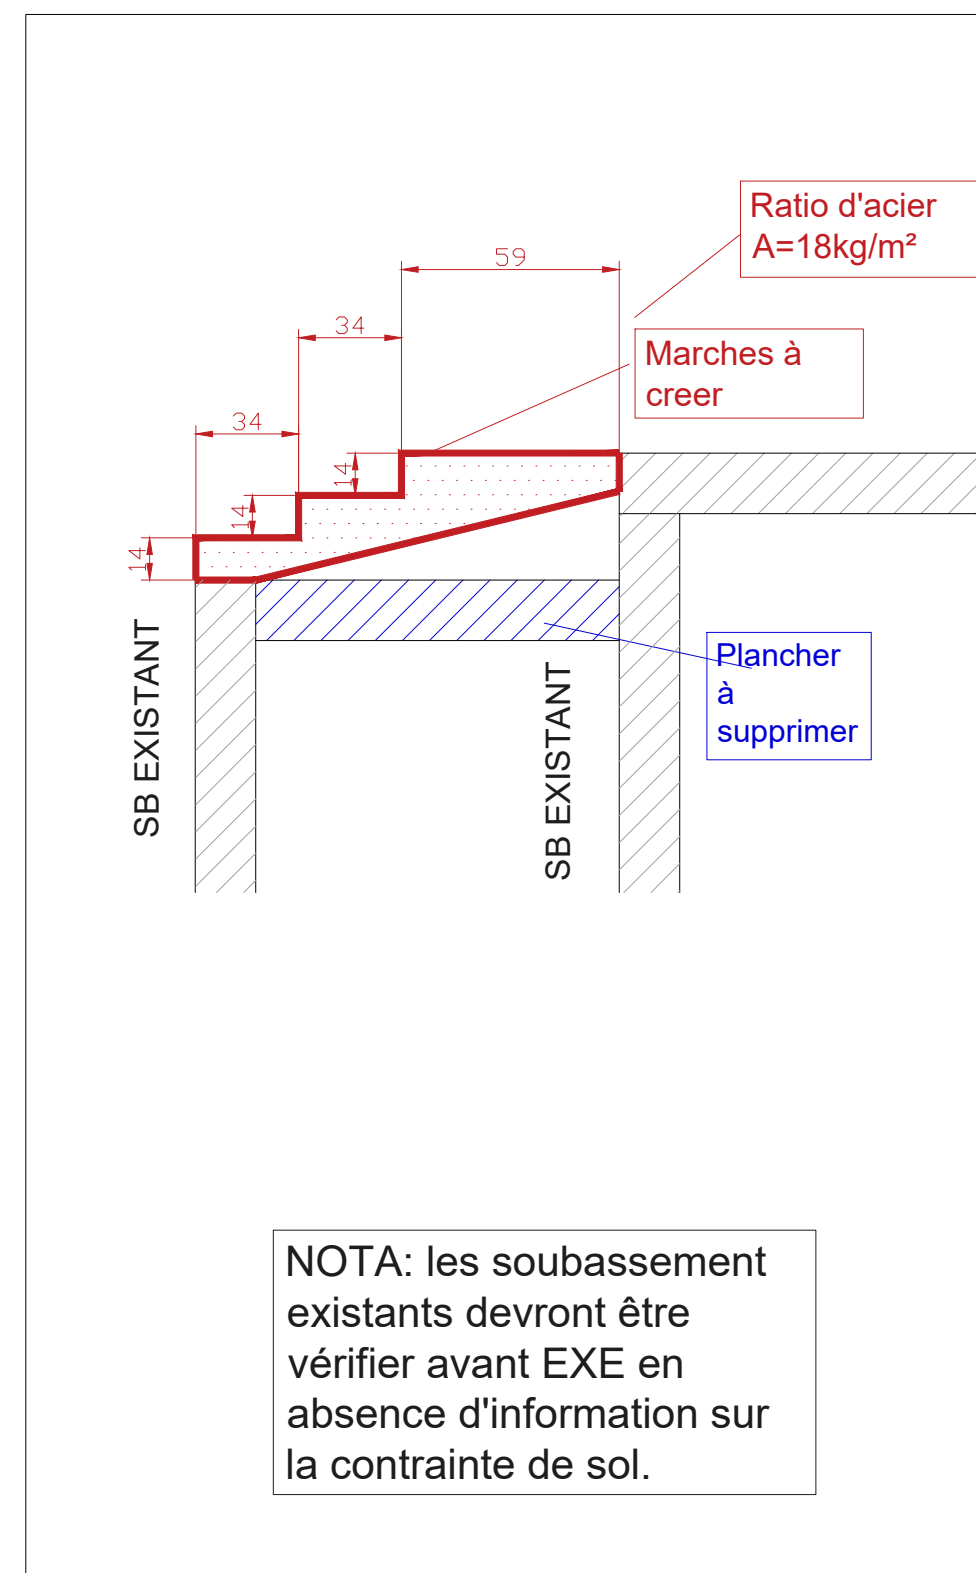 Ratio d'acier
A=18kg/m²
59
34
Marches à
creer
34
14
14
14
SB EXISTANT
SB EXISTANT
Plancher
à
supprimer
NOTA: les soubassement
existants devront être
vérifier avant EXE en
absence d'information sur
la contrainte de sol.